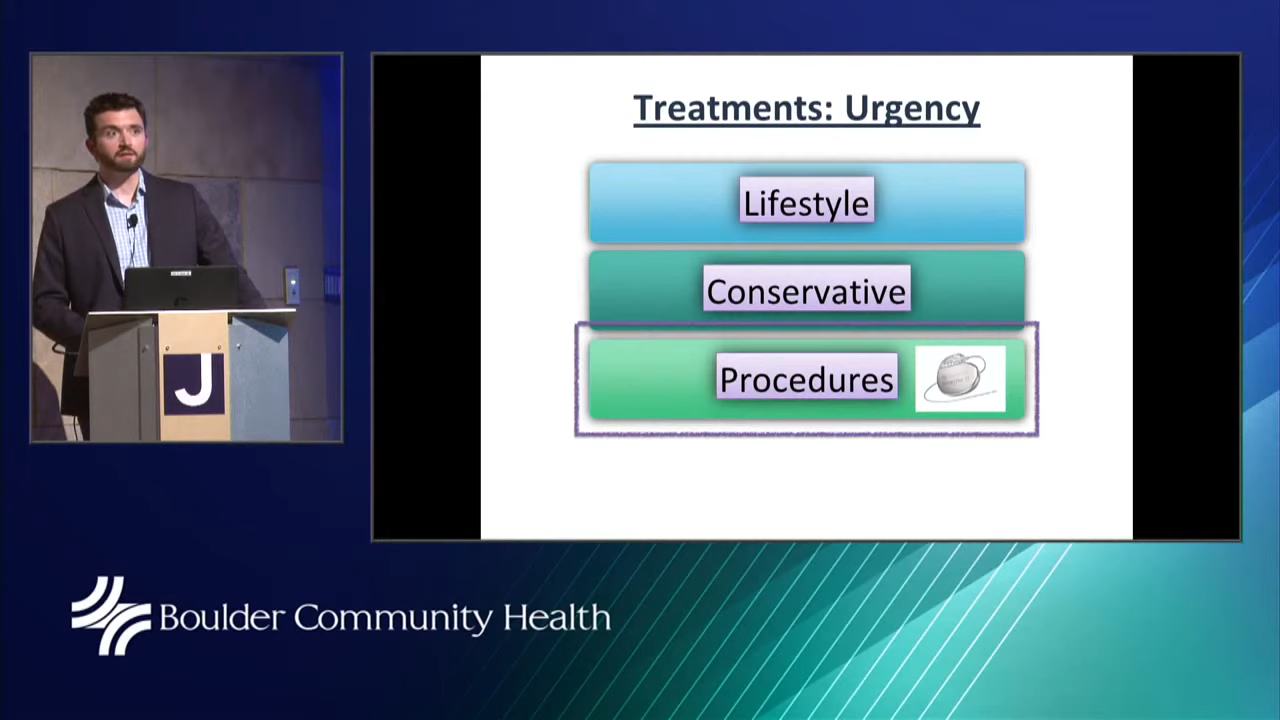 Treatments: Urgency
Lifestyle
Conservative
Procedures
J
Boulder Community Health